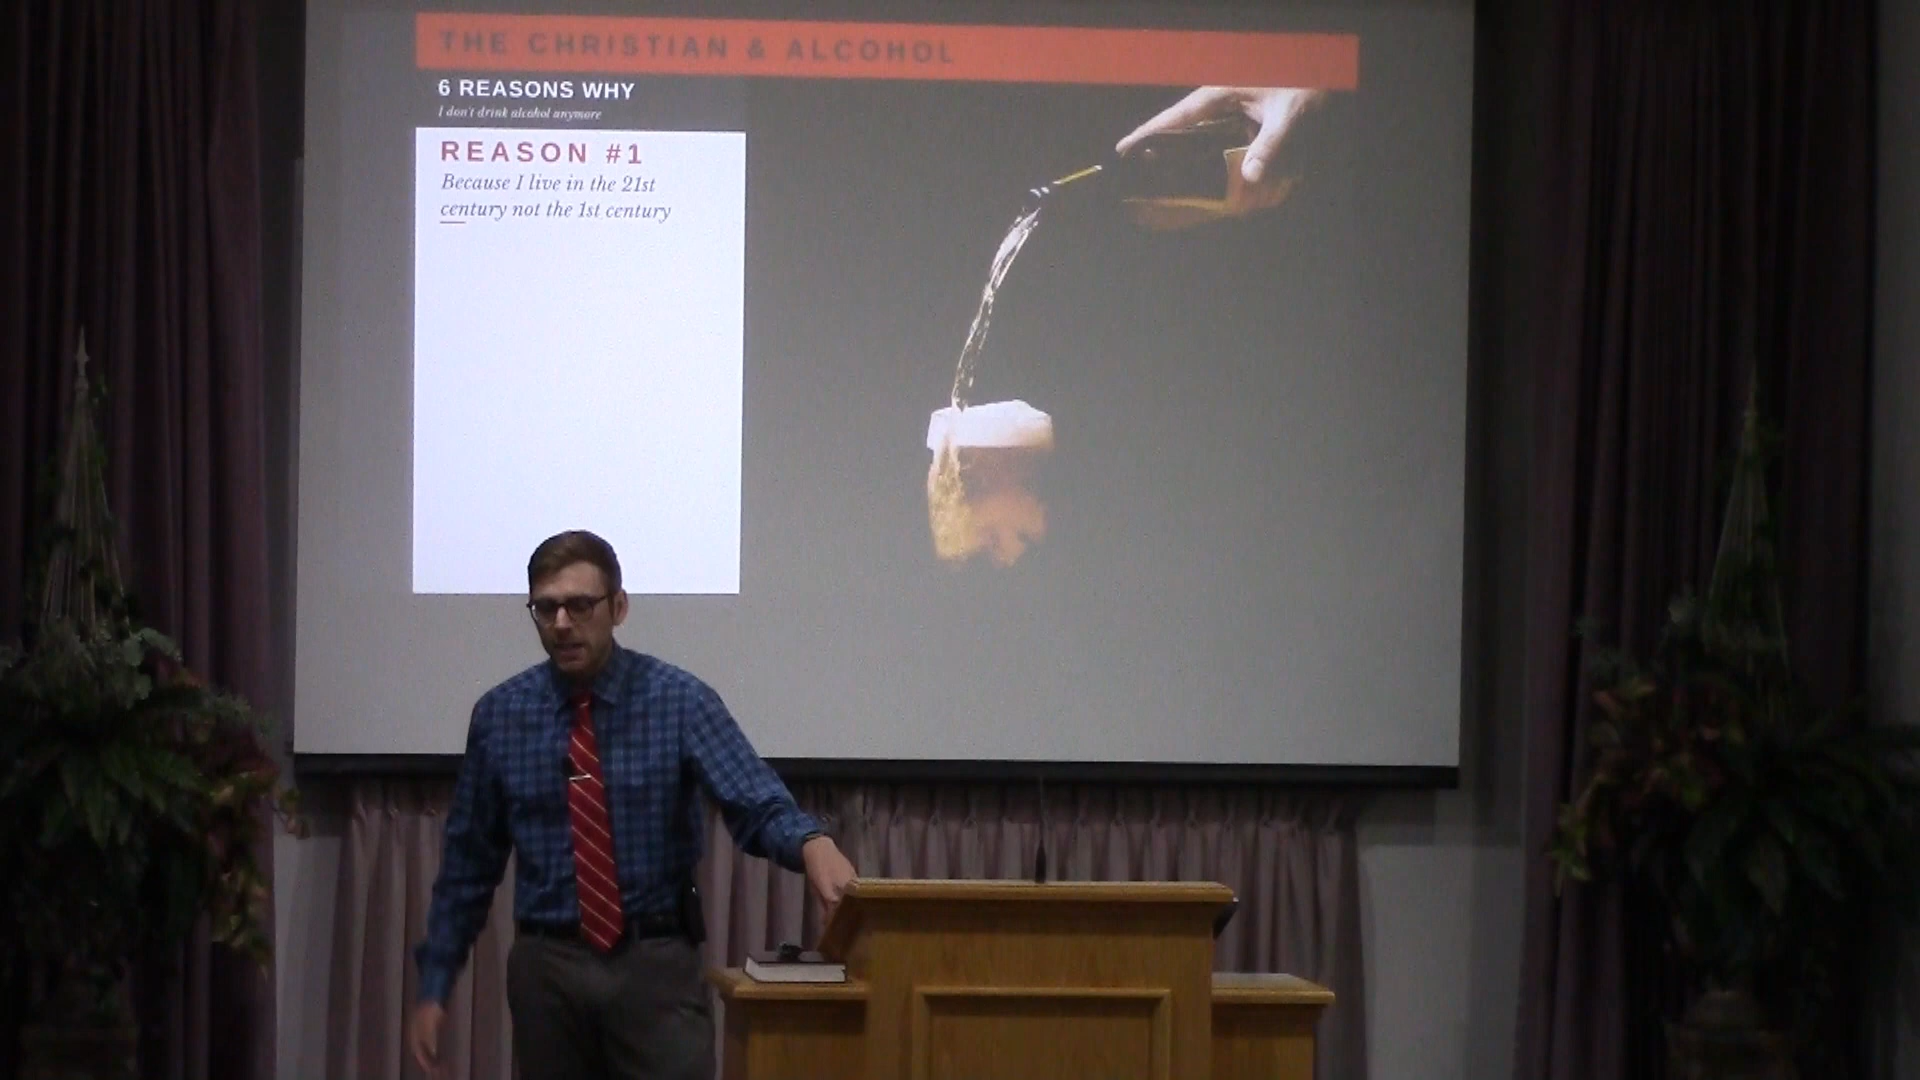 THE CHRISTIAN & ALCOHOL
6 REASONS WHY
I don't drink alcohol anymore
REASON #1
Because I live in the 21st
century not the 1st century